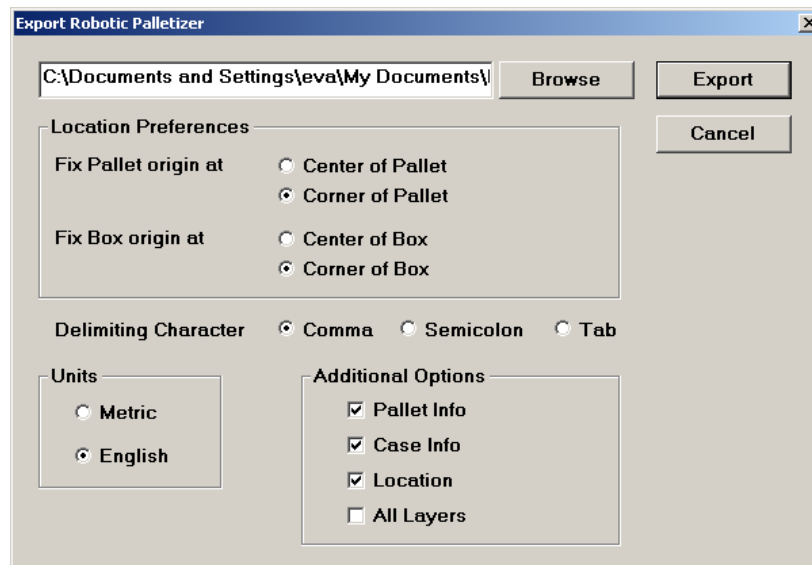 Export Robotic Palletizer
C:\Documents and Settings\eva\My Documents\
Browse
Export
Cancel
Location Preferences
Fix Pallet origin at
Center of Pallet
Corner of Pallet
Fix Box origin at
Center of Box
Corner of Box
Delimiting Character Comma Semicolon Tab
Units
Metric
English
Additional Options
Pallet Info
Case Info
Location
All Layers